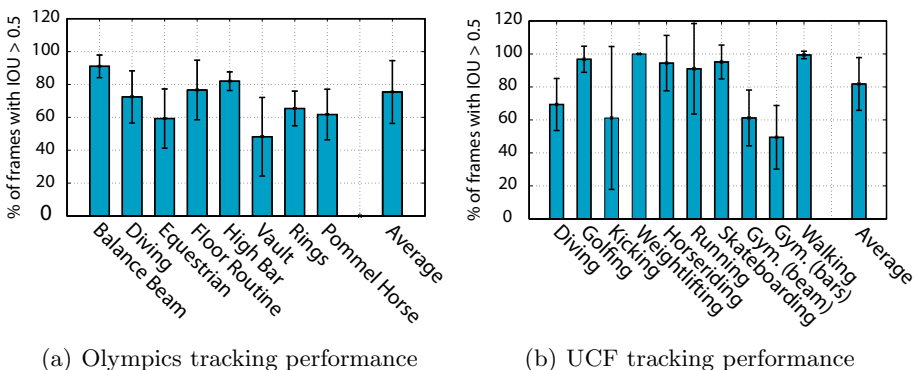 % of frames with IOU > 0.5
120
100
80
60
40
20
0
Balance Beam
Diving
Equestrian
Floor Routine
High Bar
Vault
Rings
Pommel Horse
Average
(a) Olympics tracking performance
% of frames with IOU > 0.5
120
100
80
60
40
20
0
Diving
Golfing
Kicking
Weightlifting
Horseriding
Running
Skateboarding
Gym. (beam)
Gym. (bars)
Walking
Average
(b) UCF tracking performance